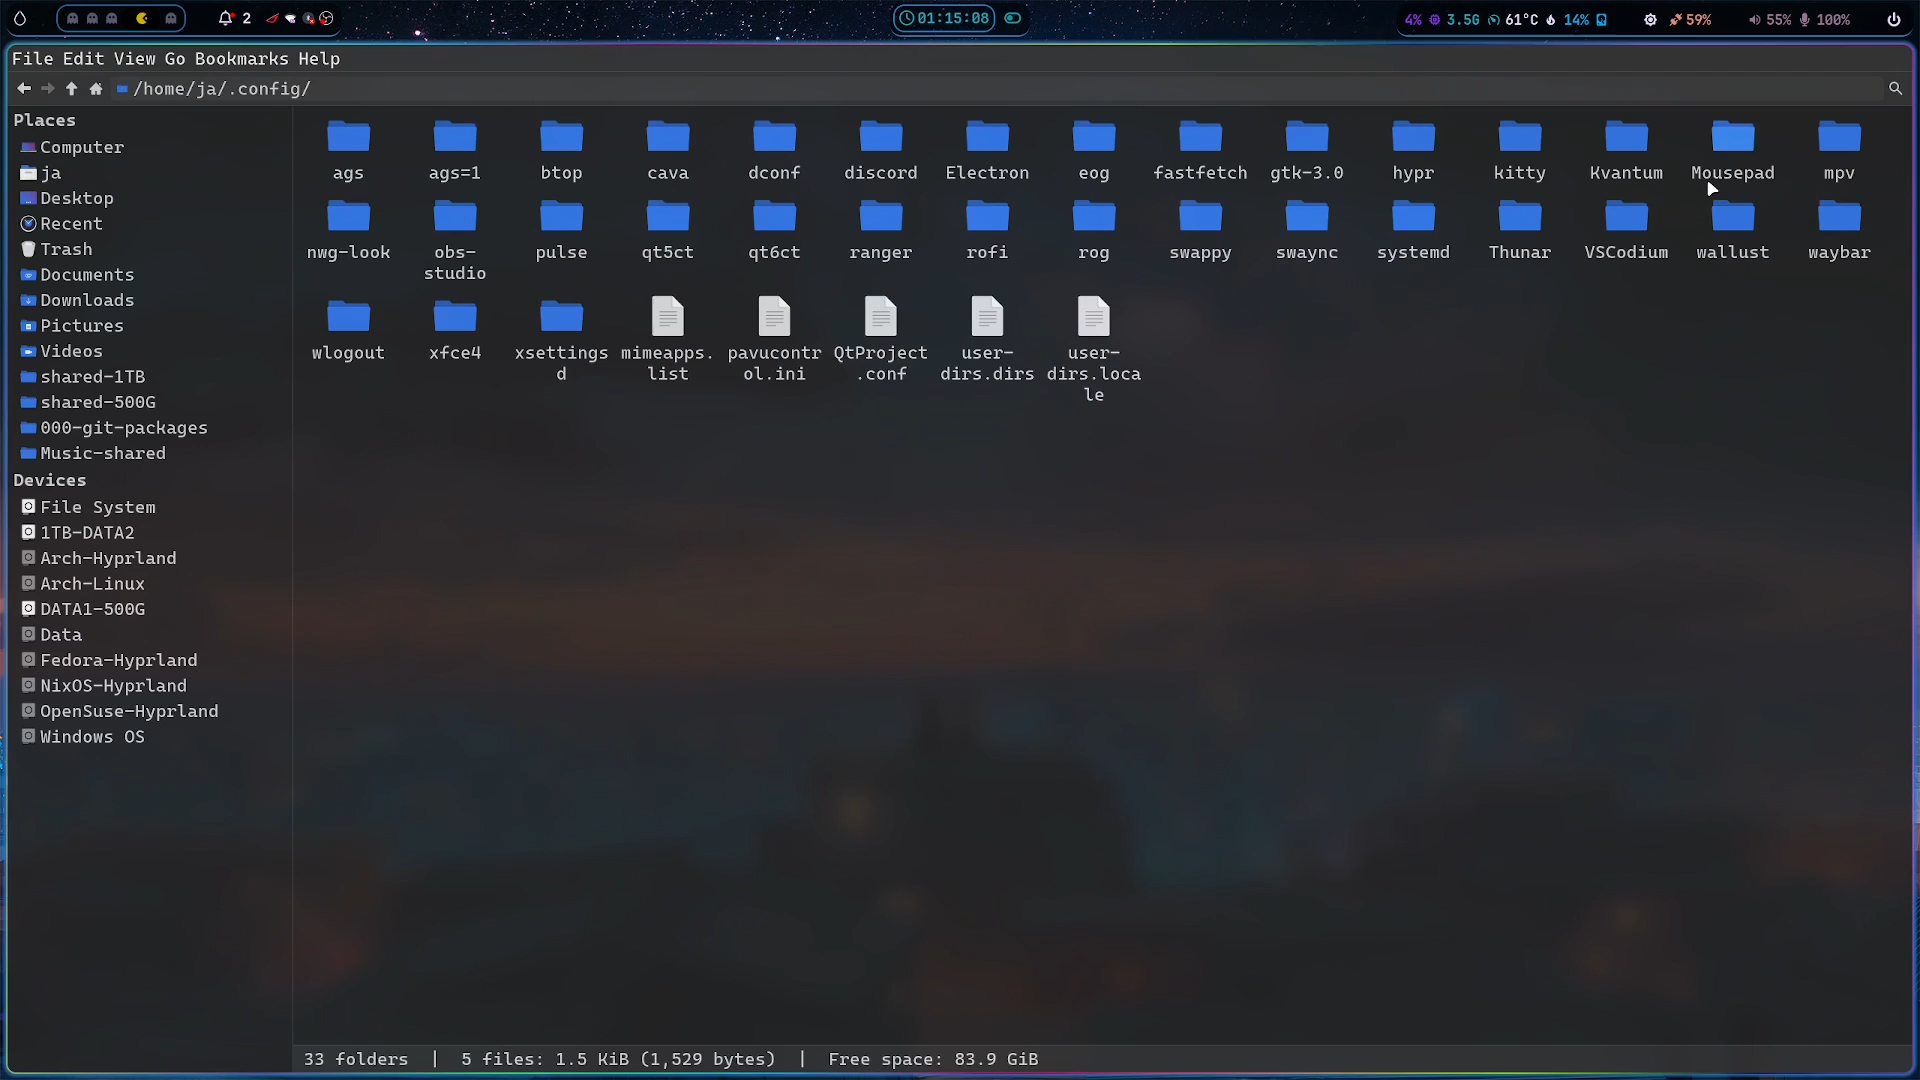 2 01:15:08 4% 3.5G 61°C 14% 59% 55% 100%
File Edit View Go Bookmarks Help
/home/ja/.config/
Places
Computer
ja
Desktop
Recent
Trash
Documents
Downloads
Pictures
Videos
shared-1TB
shared-500G
000-git-packages
Music-shared
Devices
File System
1TB-DATA2
Arch-Hyprland
Arch-Linux
DATA1-500G
Data
Fedora-Hyprland
NixOS-Hyprland
OpenSuse-Hyprland
Windows OS
ags ags=1 btop cava dconf discord Electron eog fastfetch gtk-3.0 hypr kitty Kvantum Mousepad mpv
nwg-look obs- pulse qt5ct qt6ct ranger rofi rog swappy swaync systemd Thunar VSCodium wallust waybar
studio
wlogout xfce4 xsettings mimeapps. pavucontr QtProject user- user-
d list ol.ini .conf dirs.dirs dirs.loca
le
33 folders | 5 files: 1.5 KiB (1,529 bytes) | Free space: 83.9 GiB